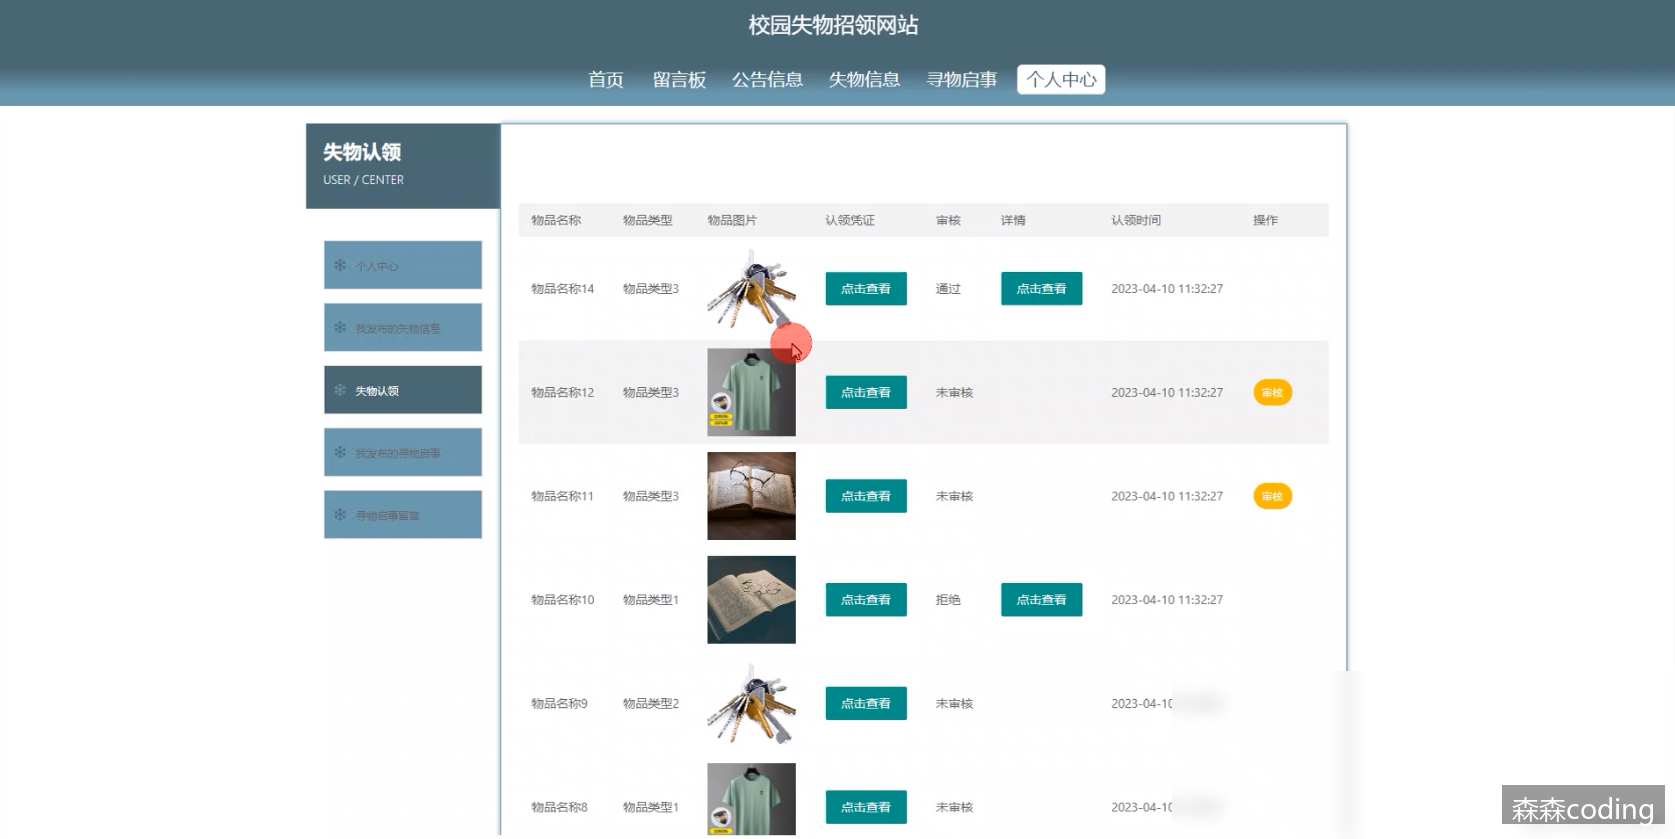 校园失物招领网站
首页 留言板 公告信息 失物信息 寻物启事 个人中心
失物认领
USER / CENTER
个人中心
我发布的失物信息
失物认领
我发布的寻物启事
寻物启事留言
物品名称 物品类型 物品图片 认领凭证 审核 详情 认领时间 操作
物品名称14 物品类型3 点击查看 通过 点击查看 2023-04-10 11:32:27
物品名称12 物品类型3 点击查看 未审核 2023-04-10 11:32:27 审核
物品名称11 物品类型3 点击查看 未审核 2023-04-10 11:32:27 审核
物品名称10 物品类型1 点击查看 拒绝 点击查看 2023-04-10 11:32:27
物品名称9 物品类型2 点击查看 未审核 2023-04-10
物品名称8 物品类型1 点击查看 未审核 2023-04-10
森森coding